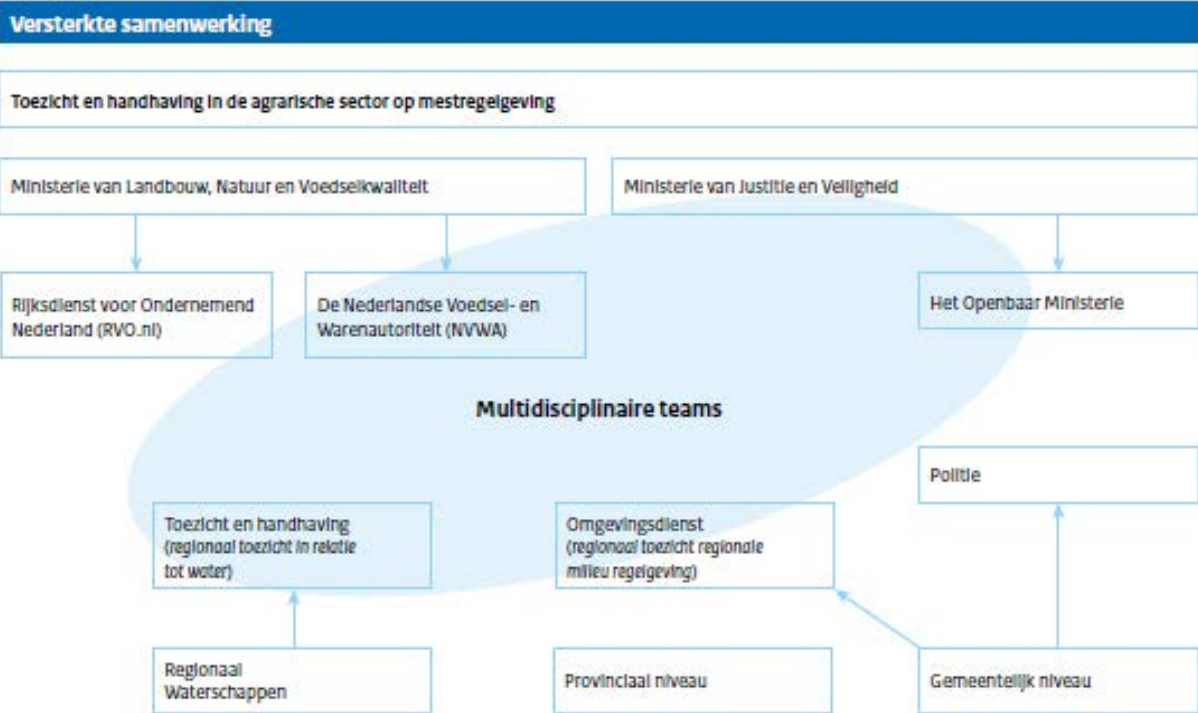 Versterkte samenwerking
Toezicht en handhaving in de agrarische sector op mestregelgeving
Ministerie van Landbouw, Natuur en Voedselkwaliteit
Ministerie van Justitie en Veiligheid
Rijksdienst voor Ondernemend
Nederland (RVO.nl)
De Nederlandse Voedsel- en
Warenautoriteit (NVWA)
Het Openbaar Ministerie
Multidisciplinaire teams
Politie
Toezicht en handhaving
(regionaal toezicht in relatie
tot water)
Omgevingsdienst
(regionaal toezicht regionale
milieu regelgeving)
Regionaal
Waterschappen
Provinciaal niveau
Gemeentelijk niveau